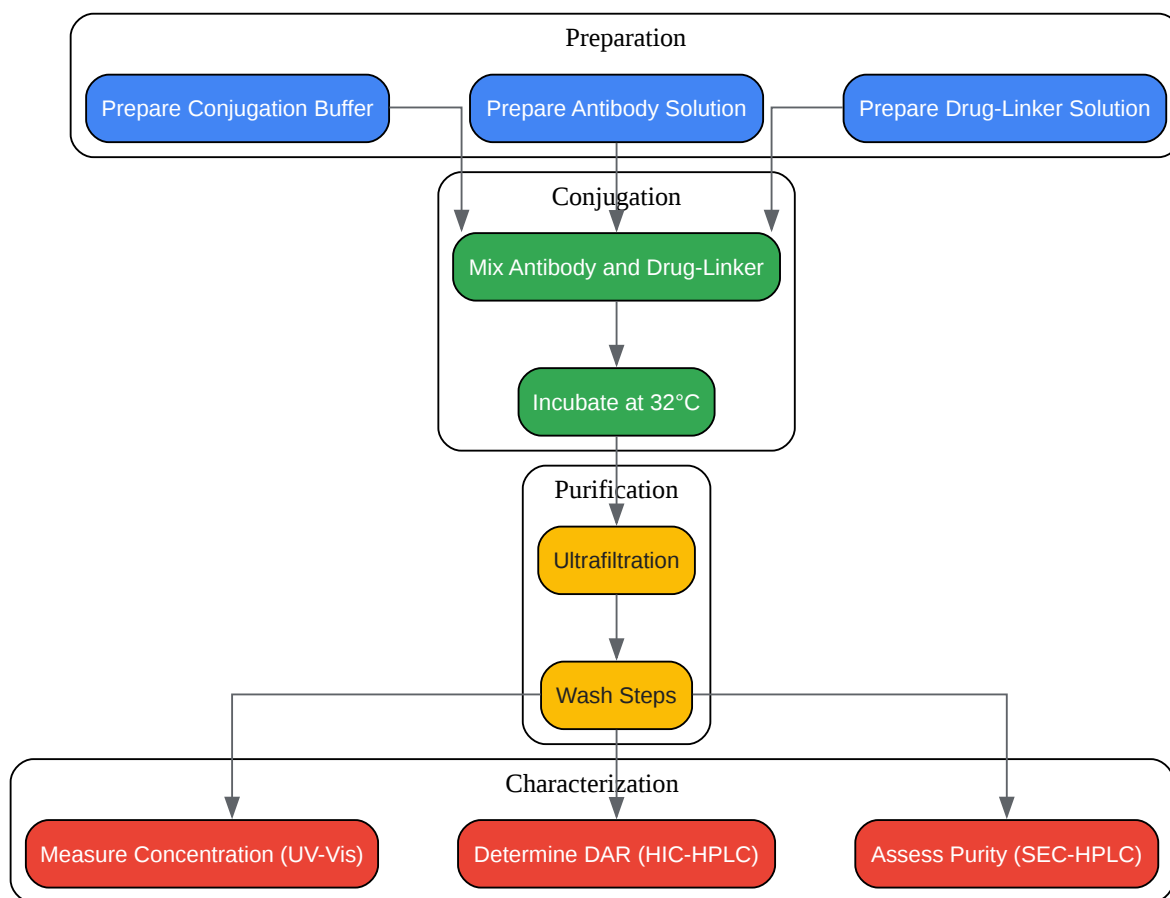 Preparation
Prepare Conjugation Buffer
Prepare Antibody Solution
Prepare Drug-Linker Solution
Conjugation
Mix Antibody and Drug-Linker
Incubate at 32°C
Purification
Ultrafiltration
Wash Steps
Characterization
Measure Concentration (UV-Vis)
Determine DAR (HIC-HPLC)
Assess Purity (SEC-HPLC)